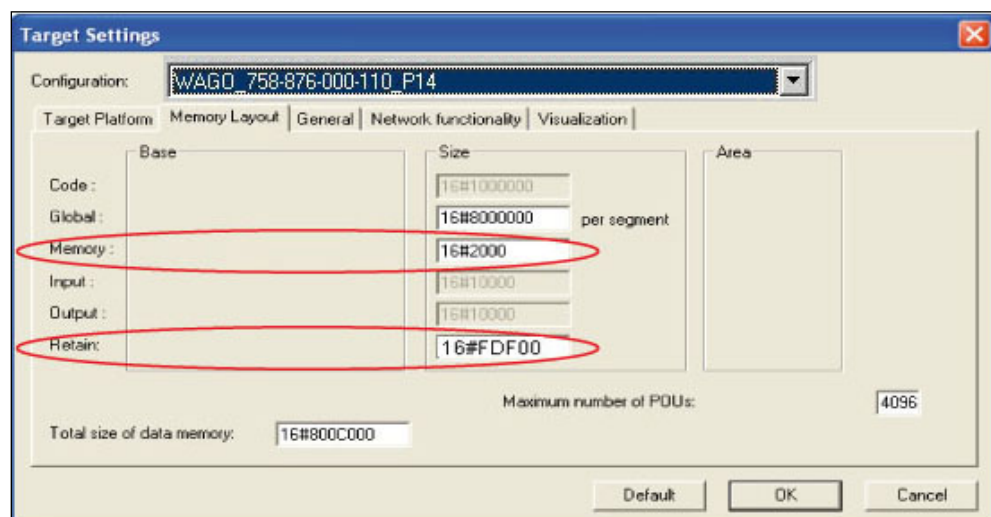 Target Settings
Configuration: WAGO_758-876-000-110_P14
Target Platform Memory Layout General Network functionality Visualization
Base Size Area
Code : 16#1000000
Global : 16#8000000 per segment
Memory : 16#2000
Input : 16#10000
Output : 16#10000
Retain: 16#FDF00
Maximum number of POUs: 4096
Total size of data memory: 16#800C000
Default OK Cancel